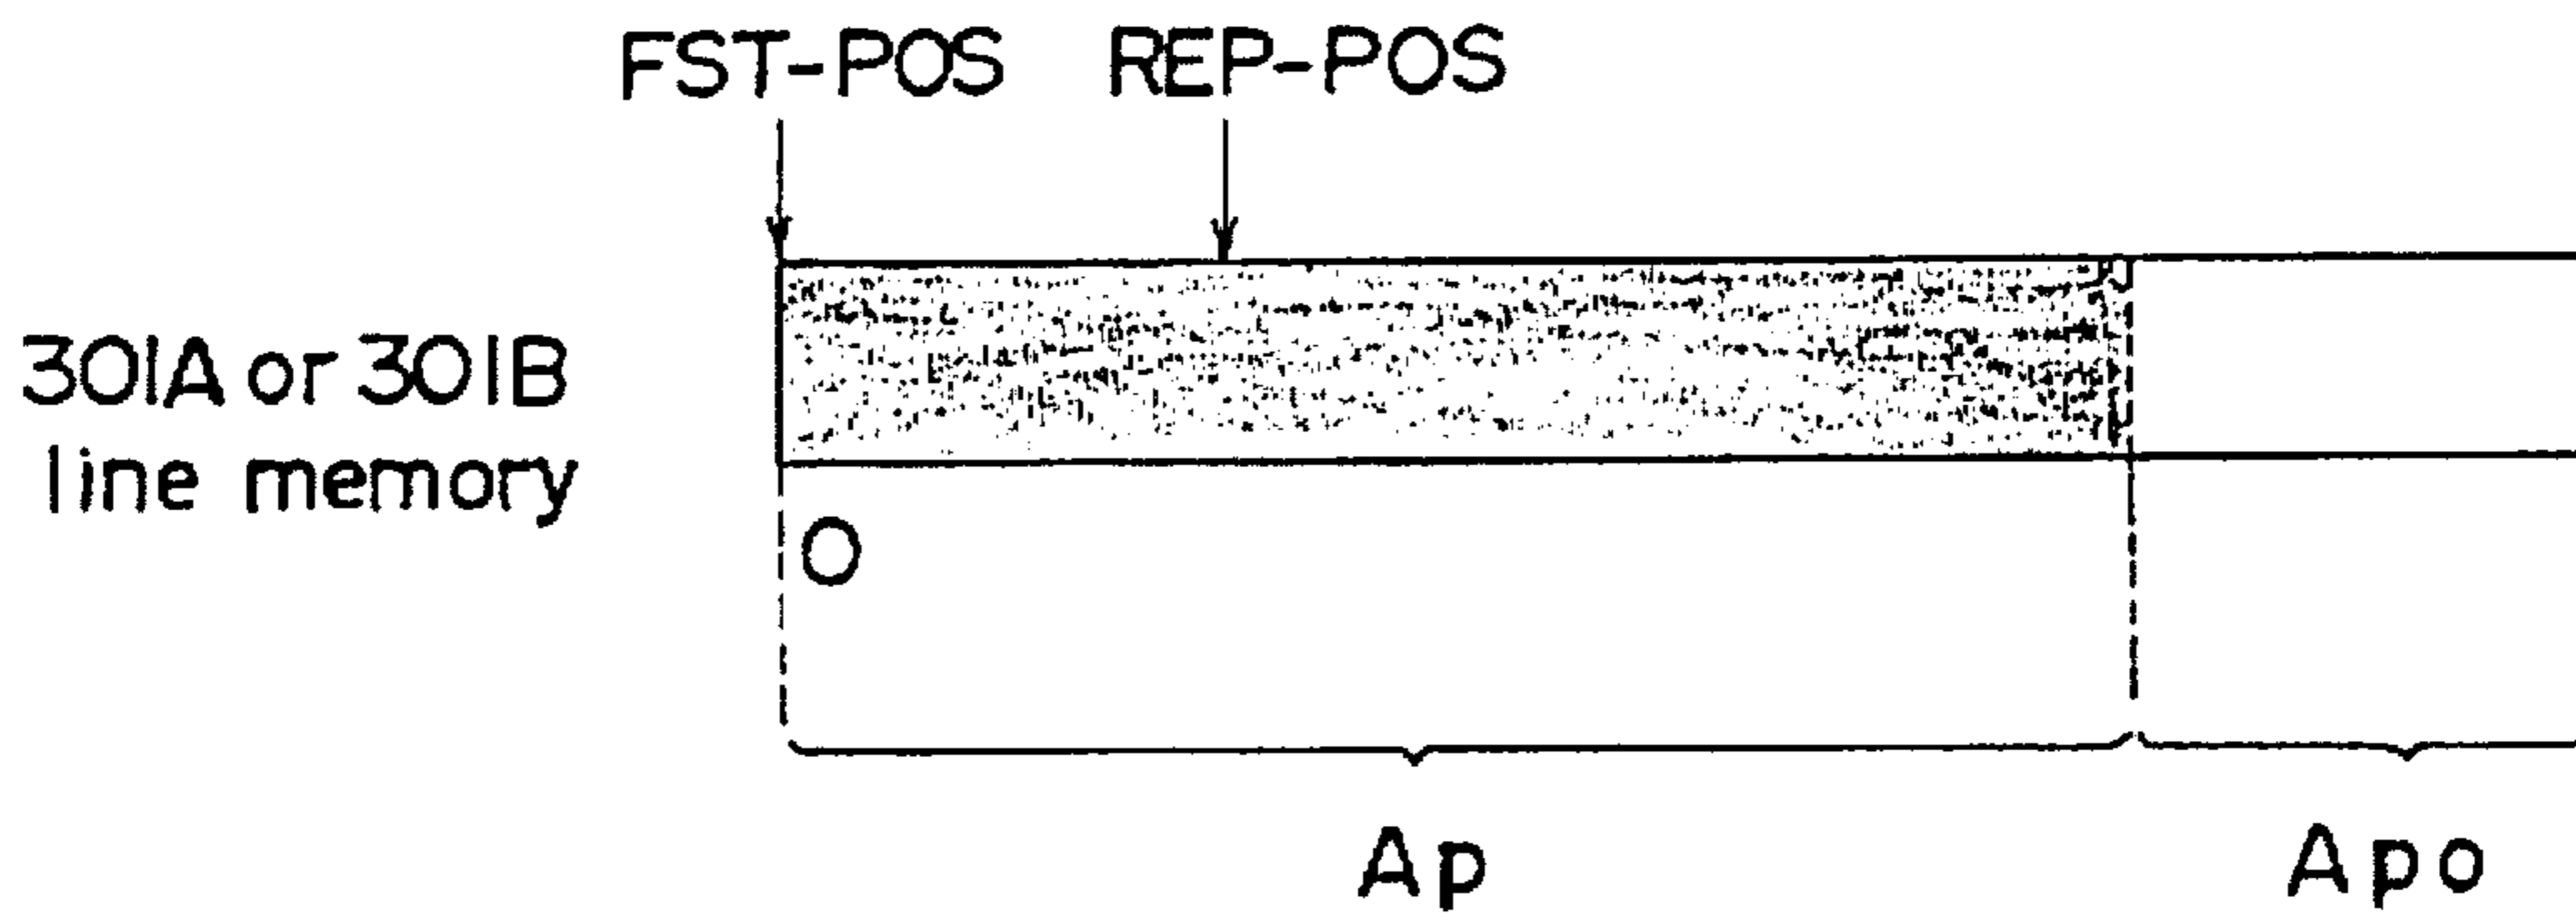 FST-POS REP-POS
301A or 301B
line memory
0
Ap Apo